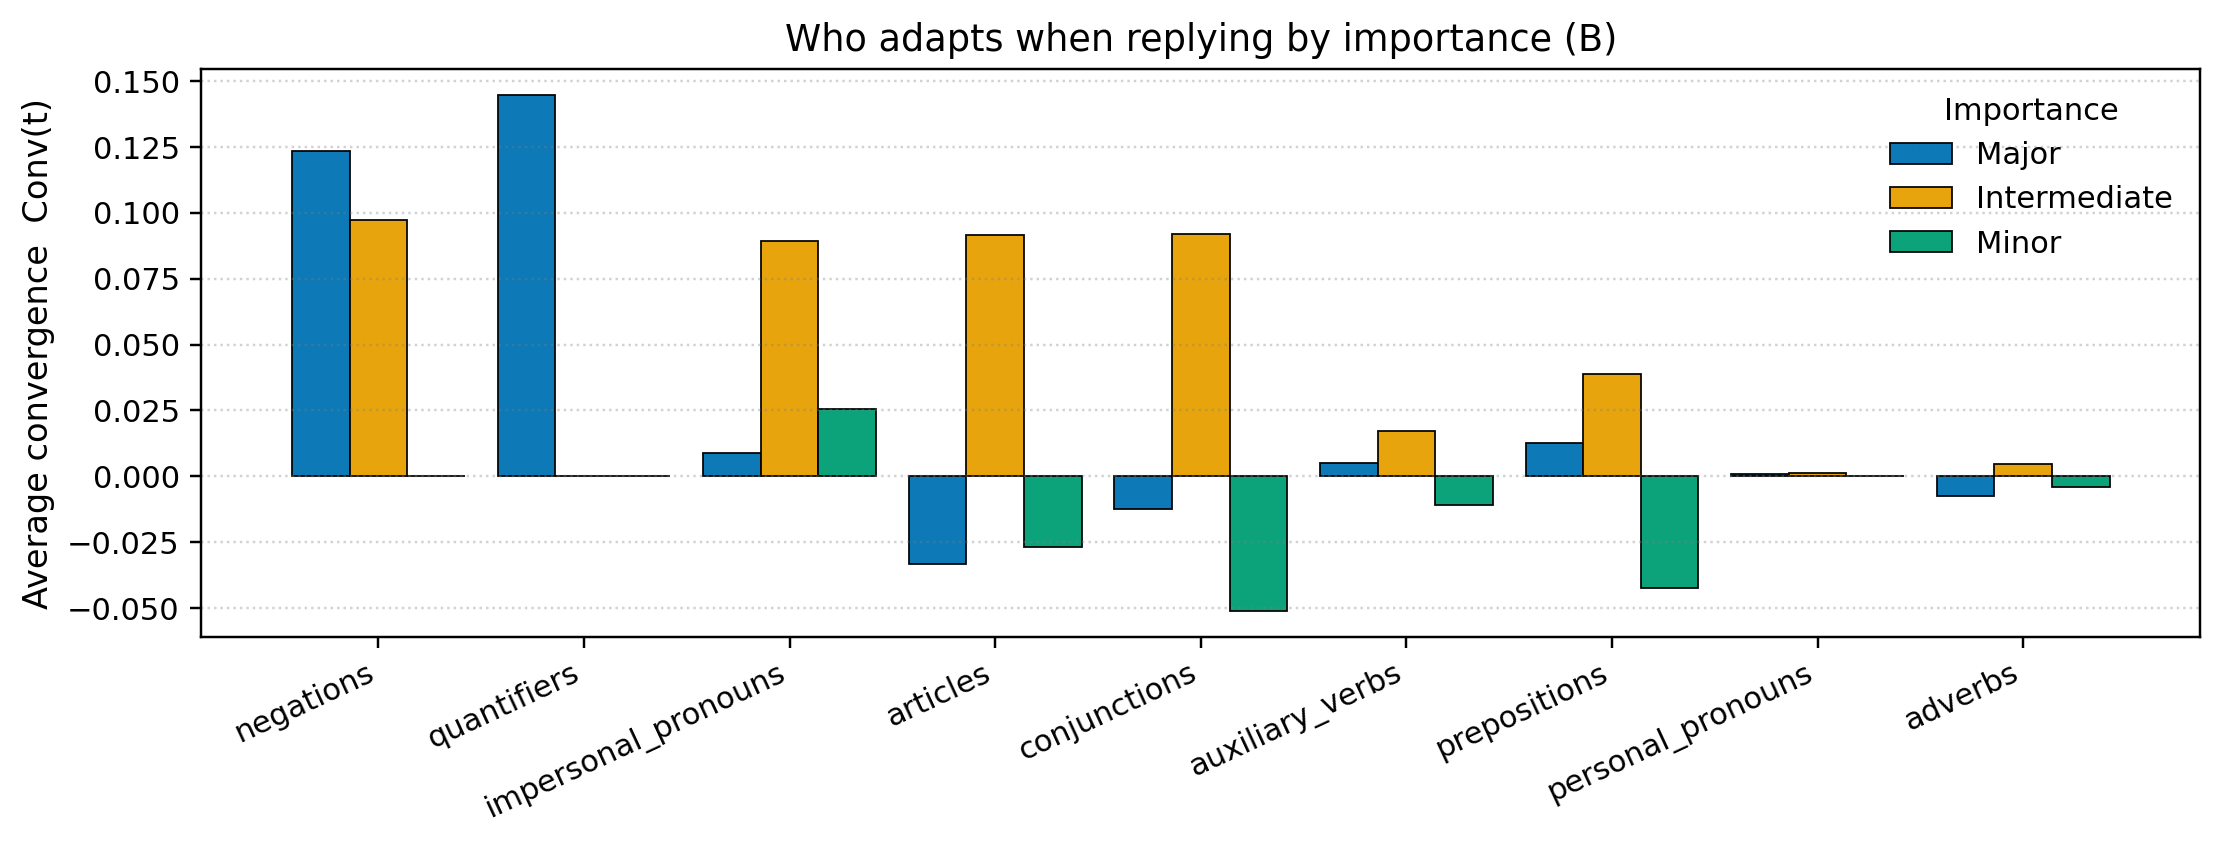 Who adapts when replying by importance (B)
Average convergence Conv(t)
0.150
0.125
0.100
0.075
0.050
0.025
0.000
−0.025
−0.050
Importance
Major
Intermediate
Minor
negations
quantifiers
impersonal_pronouns
articles
conjunctions
auxiliary_verbs
prepositions
personal_pronouns
adverbs